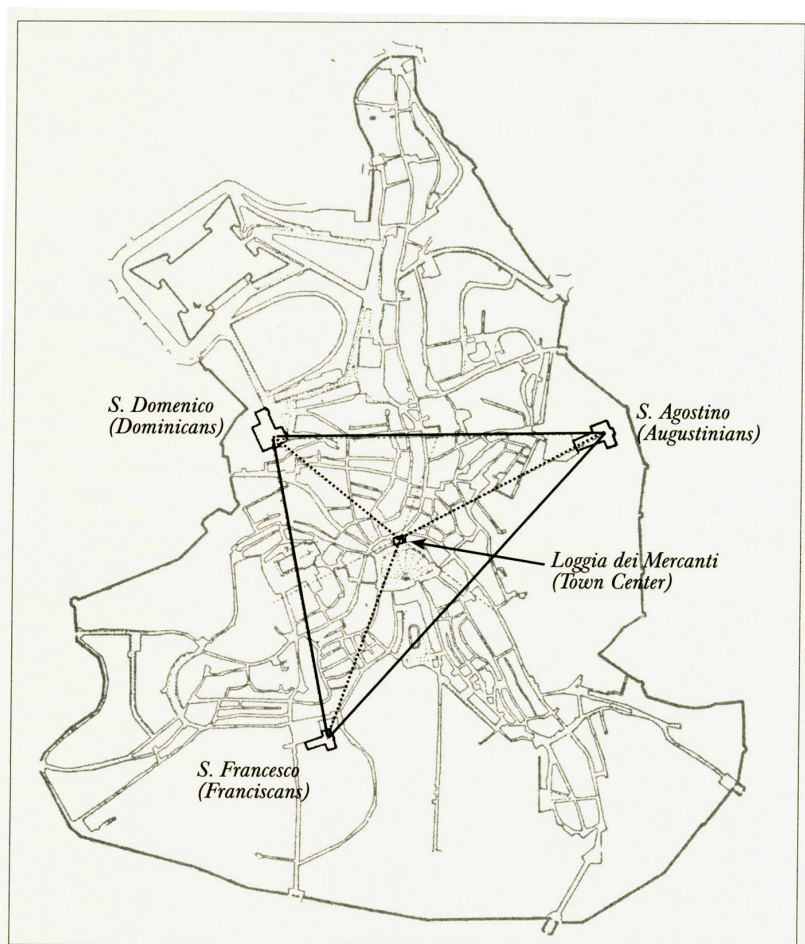 S. Domenico
(Dominicans)
S. Agostino
(Augustinians)
Loggia dei Mercanti
(Town Center)
S. Francesco
(Franciscans)